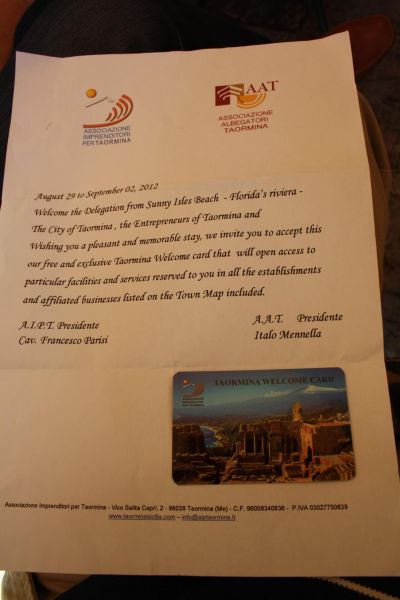 ASSOCIAZIONE
IMPRENDITORI
PER TAORMINA
AAT
ASSOCIAZIONE
ALBEGATORI
TAORMINA
August 29 to September 02, 2012
Welcome the Delegation from Sunny Isles Beach - Florida's riviera -
The City of Taormina , the Entrepreneurs of Taormina and
Wishing you a pleasant and memorable stay, we invite you to accept this
our free and exclusive Taormina Welcome card that will open access to
particular facilities and services reserved to you in all the establishments
and affiliated businesses listed on the Town Map included.
A.I.P.T. Presidente
Cav. Francesco Parisi
A.A.T. Presidente
Italo Mennella
TAORMINA WELCOME CARD
ASSOCIAZIONE
IMPRENDITORI
PER TAORMINA
Associazione Imprenditori per Taormina - Vico Salita Capri, 2 - 98039 Taormina (Me) - C.F. 96008340836 - P.IVA 03027750839
www.taorminasicilia.com – info@aiptaormina.it